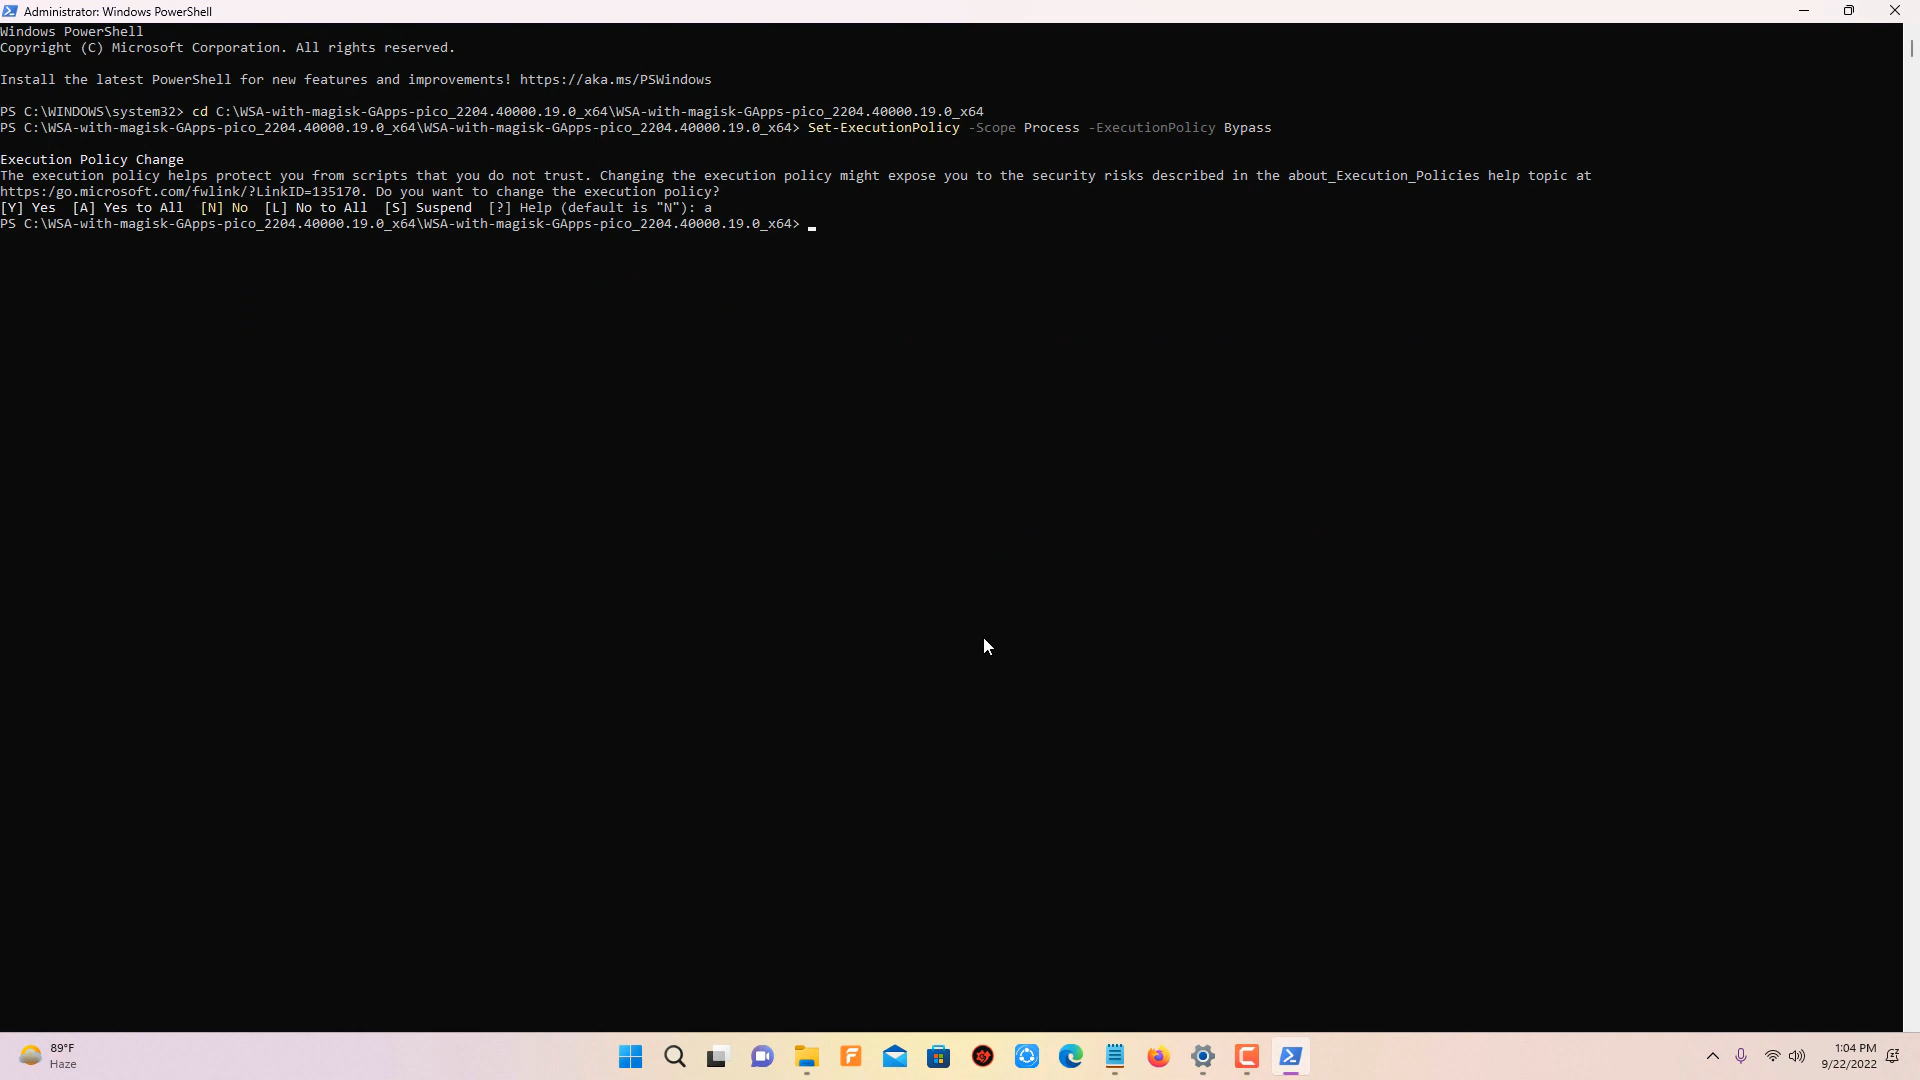 Administrator: Windows PowerShell
Windows PowerShell
Copyright (C) Microsoft Corporation. All rights reserved.
Install the latest PowerShell for new features and improvements! https://aka.ms/PSWindows
PS C:\WINDOWS\system32> cd C:\WSA-with-magisk-GApps-pico_2204.40000.19.0_x64\WSA-with-magisk-GApps-pico_2204.40000.19.0_x64
PS C:\WSA-with-magisk-GApps-pico_2204.40000.19.0_x64\WSA-with-magisk-GApps-pico_2204.40000.19.0_x64> Set-ExecutionPolicy -Scope Process -ExecutionPolicy Bypass
Execution Policy Change
The execution policy helps protect you from scripts that you do not trust. Changing the execution policy might expose you to the security risks described in the about_Execution_Policies help topic at
https:/go.microsoft.com/fwlink/?LinkID=135170. Do you want to change the execution policy?
[Y] Yes  [A] Yes to All  [N] No  [L] No to All  [S] Suspend  [?] Help (default is "N"): a
PS C:\WSA-with-magisk-GApps-pico_2204.40000.19.0_x64\WSA-with-magisk-GApps-pico_2204.40000.19.0_x64>
89°F
Haze
1:04 PM
9/22/2022